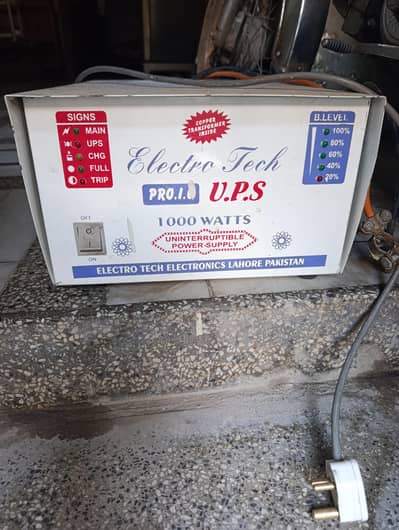 SIGNS
MAIN
UPS
CHG
FULL
TRIP
COPPER
TRANSFORMER
INSIDE
Electro Tech
U.P.S
1000 WATTS
UNINTERRUPTIBLE
POWER-SUPPLY
ELECTRO TECH ELECTRONICS LAHORE PAKISTAN
OFF
ON
B.LEVEL
100%
80%
60%
40%
20%